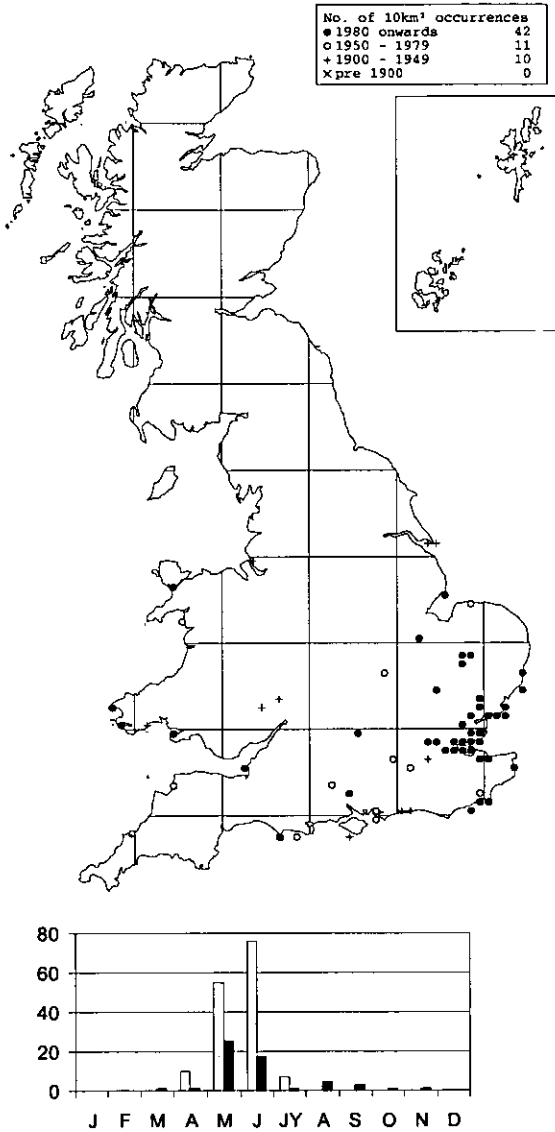 No. of 10km² occurrences
● 1980 onwards 42
○ 1950 - 1979 11
+ 1900 - 1949 10
× pre 1900 0
80
60
40
20
0
J F M A M J JY A S O N D